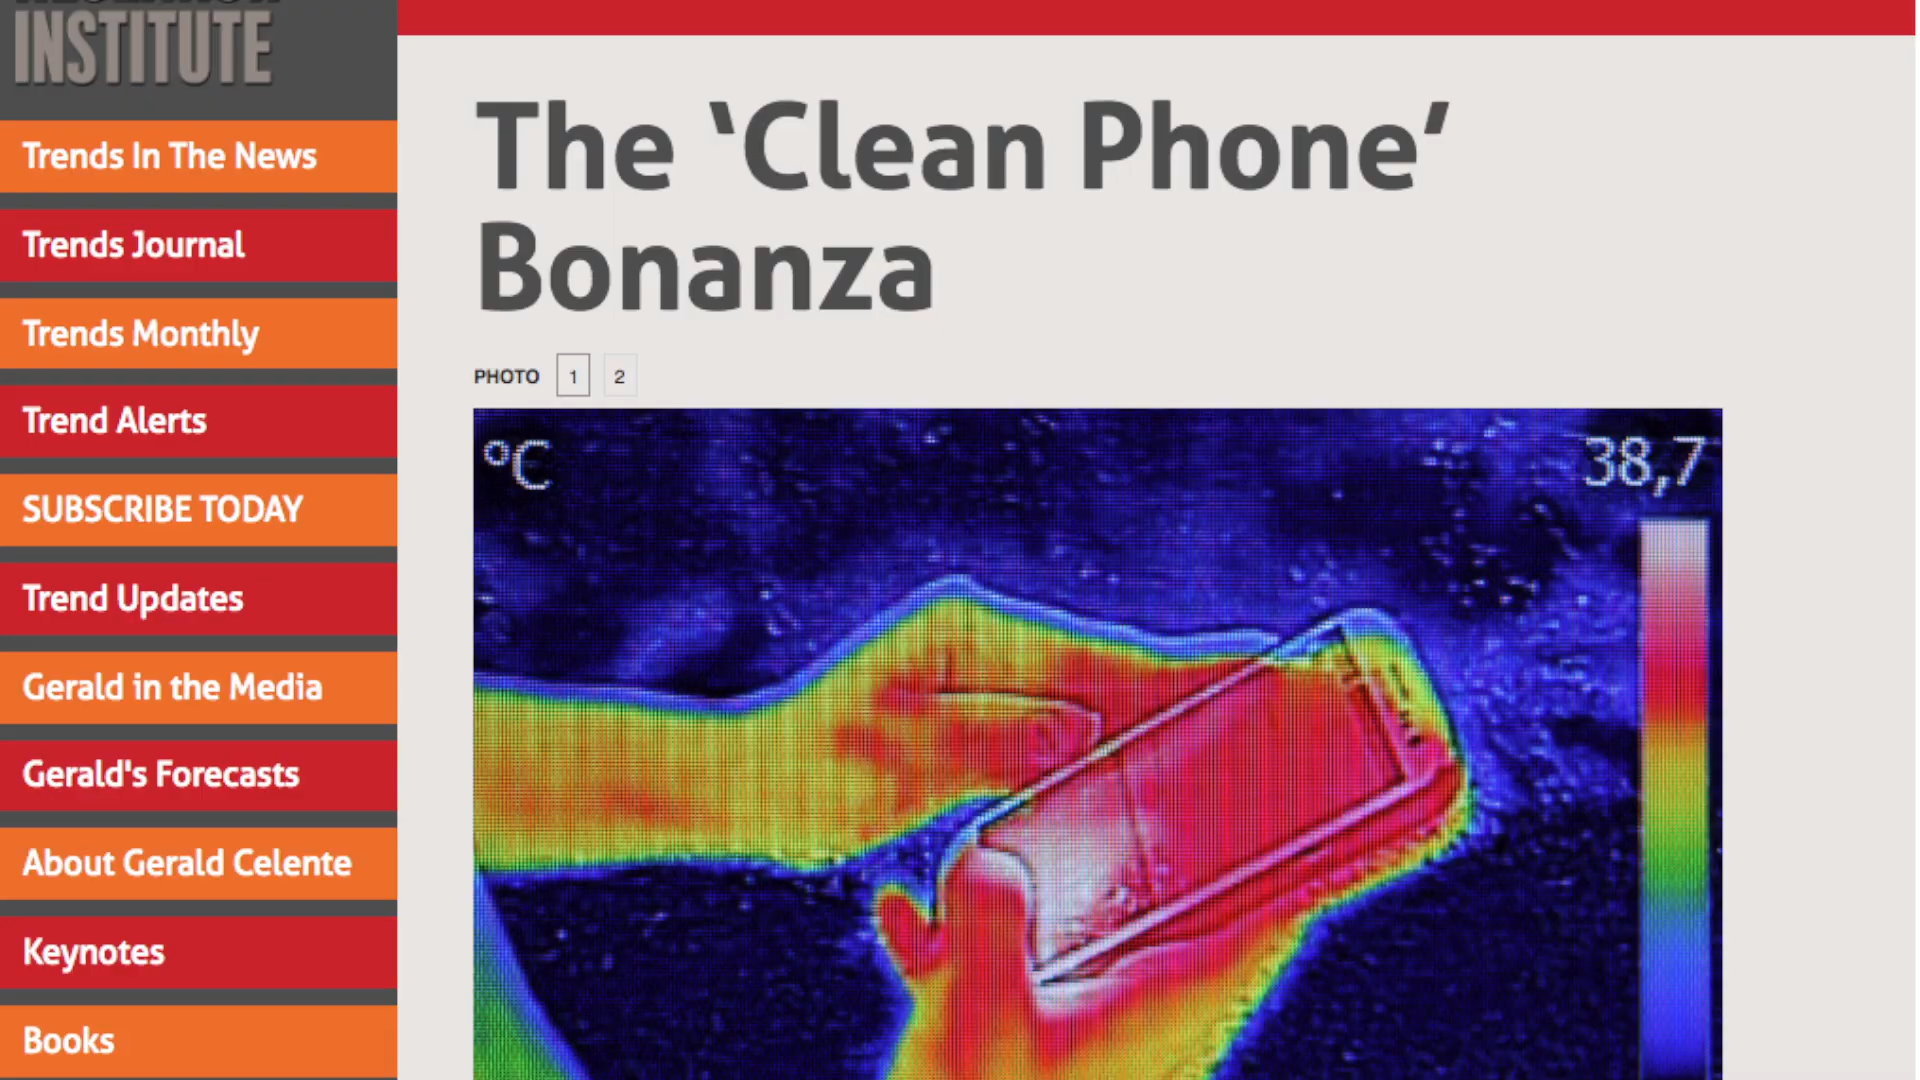 INSTITUTE
Trends In The News
Trends Journal
Trends Monthly
Trend Alerts
SUBSCRIBE TODAY
Trend Updates
Gerald in the Media
Gerald's Forecasts
About Gerald Celente
Keynotes
Books
The ‘Clean Phone’
Bonanza
PHOTO 1 2
°C 38,7